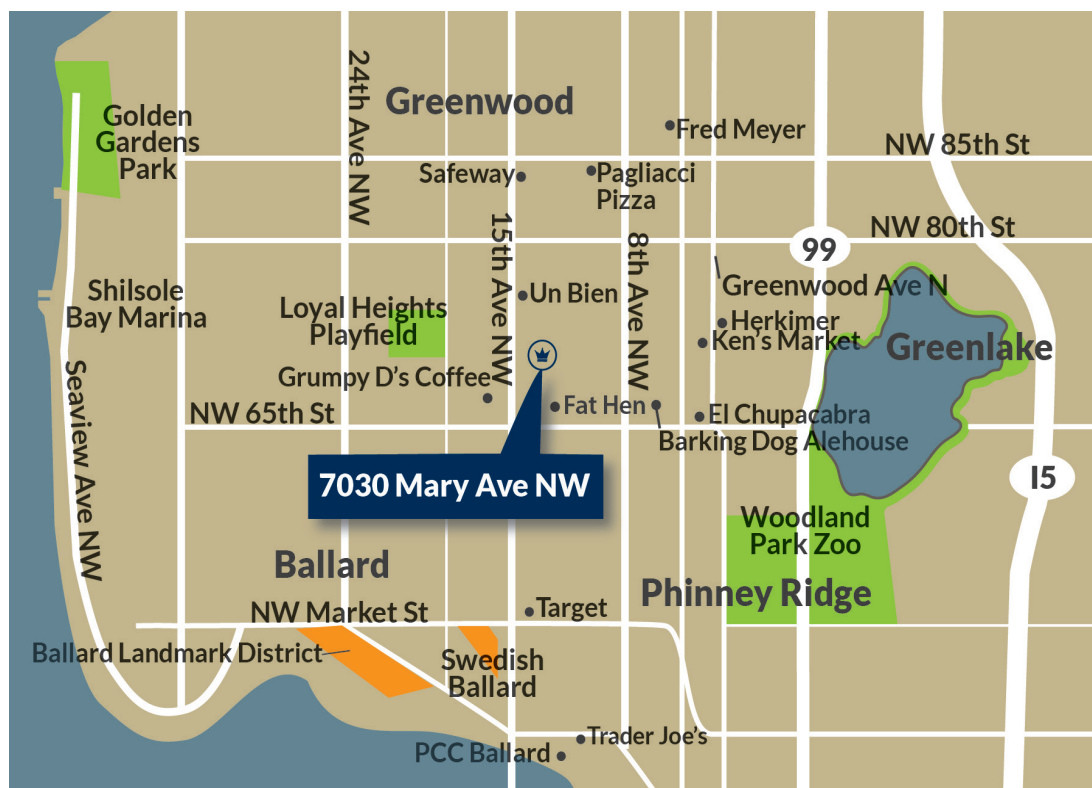 24th Ave NW
Greenwood
Golden
Gardens
Park
Fred Meyer
NW 85th St
Safeway
Pagliacci
Pizza
15th Ave NW
8th Ave NW
NW 80th St
99
Shilsole
Bay Marina
Un Bien
Greenwood Ave N
Loyal Heights
Playfield
Herkimer
Ken's Market
Greenlake
Grumpy D's Coffee
Seaview Ave NW
NW 65th St
Fat Hen
El Chupacabra
Barking Dog Alehouse
7030 Mary Ave NW
I5
Woodland
Park Zoo
Ballard
Phinney Ridge
NW Market St
Target
Ballard Landmark District
Swedish
Ballard
Trader Joe's
PCC Ballard